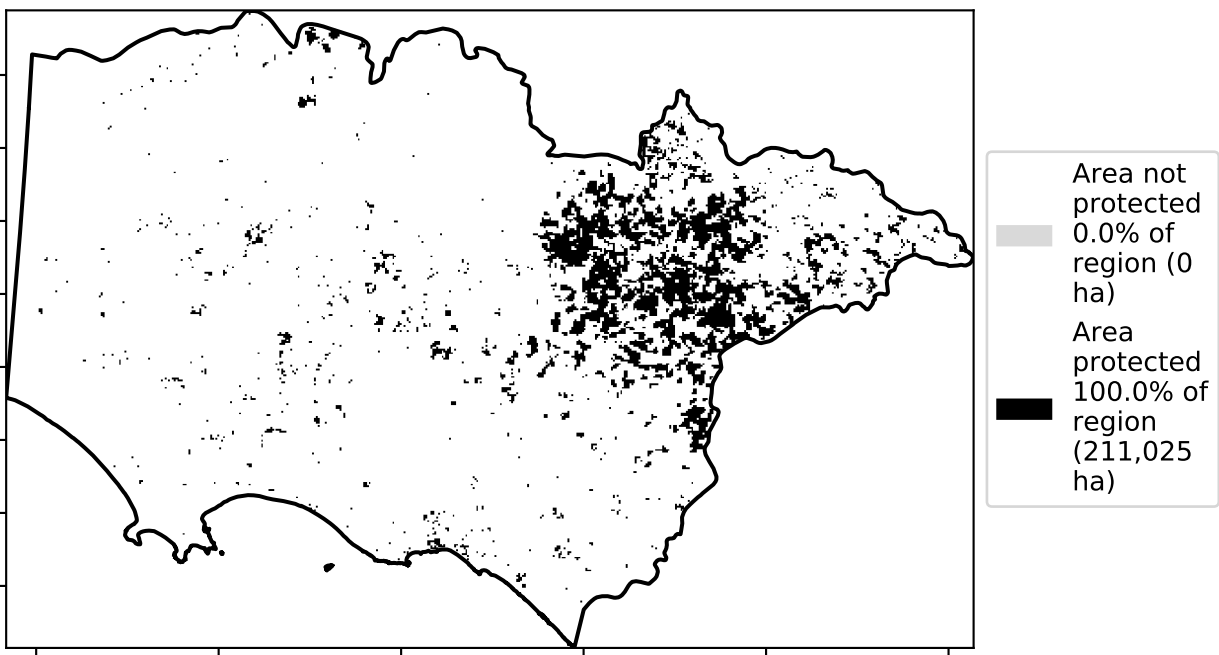 Area not
protected
0.0% of
region (0
ha)
Area
protected
100.0% of
region
(211,025
ha)